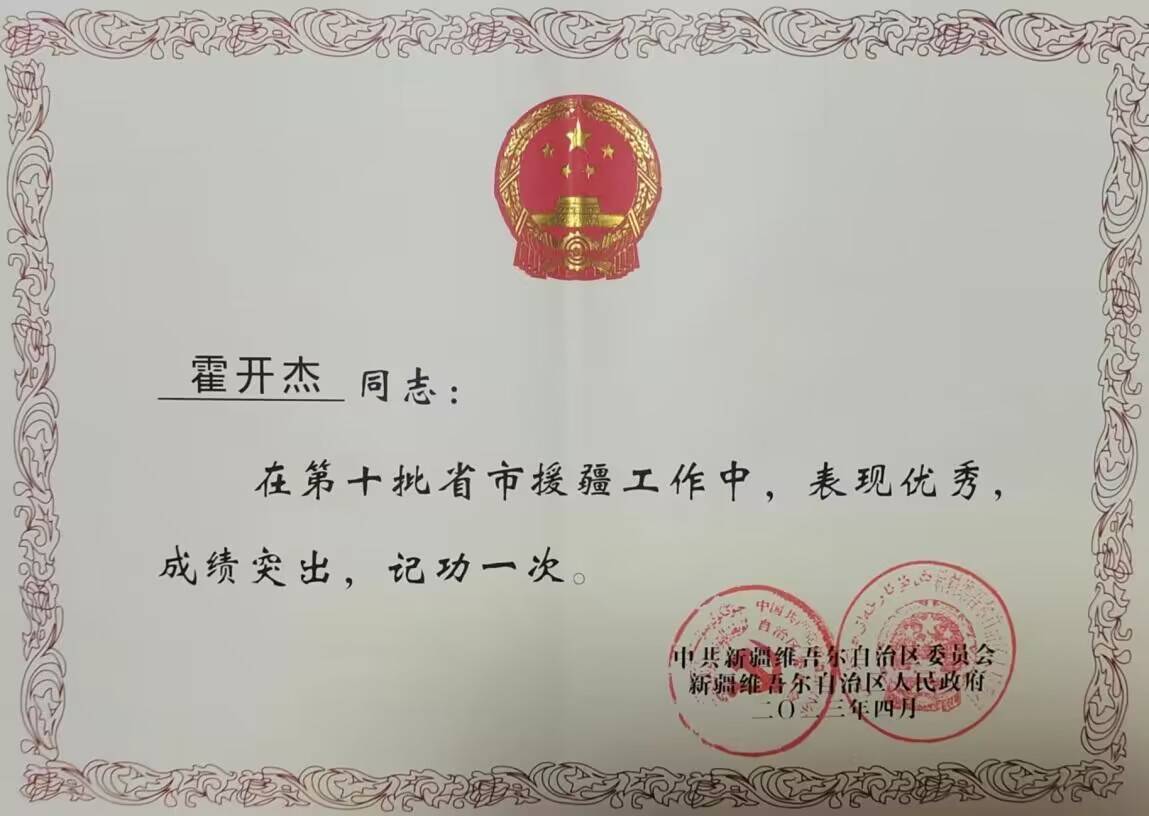 霍开杰 同志：
在第十批省市援疆工作中，表现优秀，
成绩突出，记功一次。
中共新疆维吾尔自治区委员会
新疆维吾尔自治区人民政府
二〇二三年四月